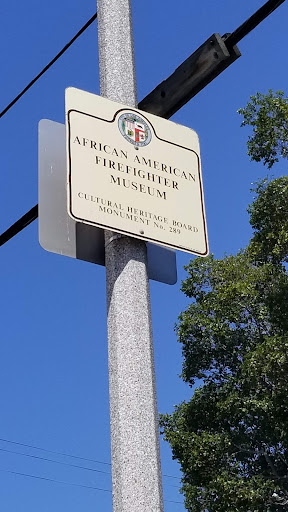 AFRICAN AMERICAN
FIREFIGHTER
MUSEUM
CULTURAL HERITAGE BOARD
MONUMENT No. 289